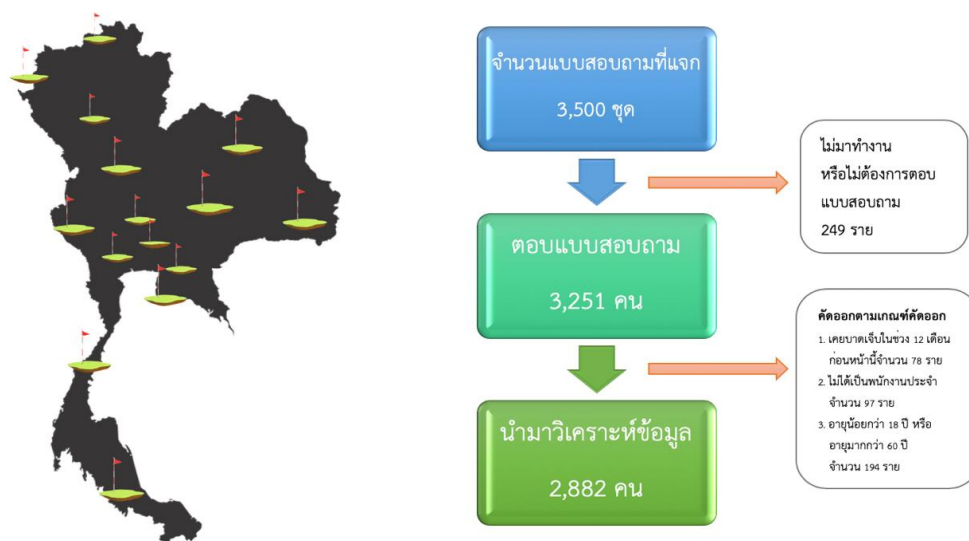 จำนวนแบบสอบถามที่แจก
3,500 ชุด
ไม่มาทำงาน
หรือไม่ต้องการตอบ
แบบสอบถาม
249 ราย
ตอบแบบสอบถาม
3,251 คน
คัดออกตามเกณฑ์คัดออก
1. เคยบาดเจ็บในช่วง 12 เดือน
ก่อนหน้านี้จำนวน 78 ราย
2. ไม่ได้เป็นพนักงานประจำ
จำนวน 97 ราย
3. อายุน้อยกว่า 18 ปี หรือ
อายุมากกว่า 60 ปี
จำนวน 194 ราย
นำมาวิเคราะห์ข้อมูล
2,882 คน